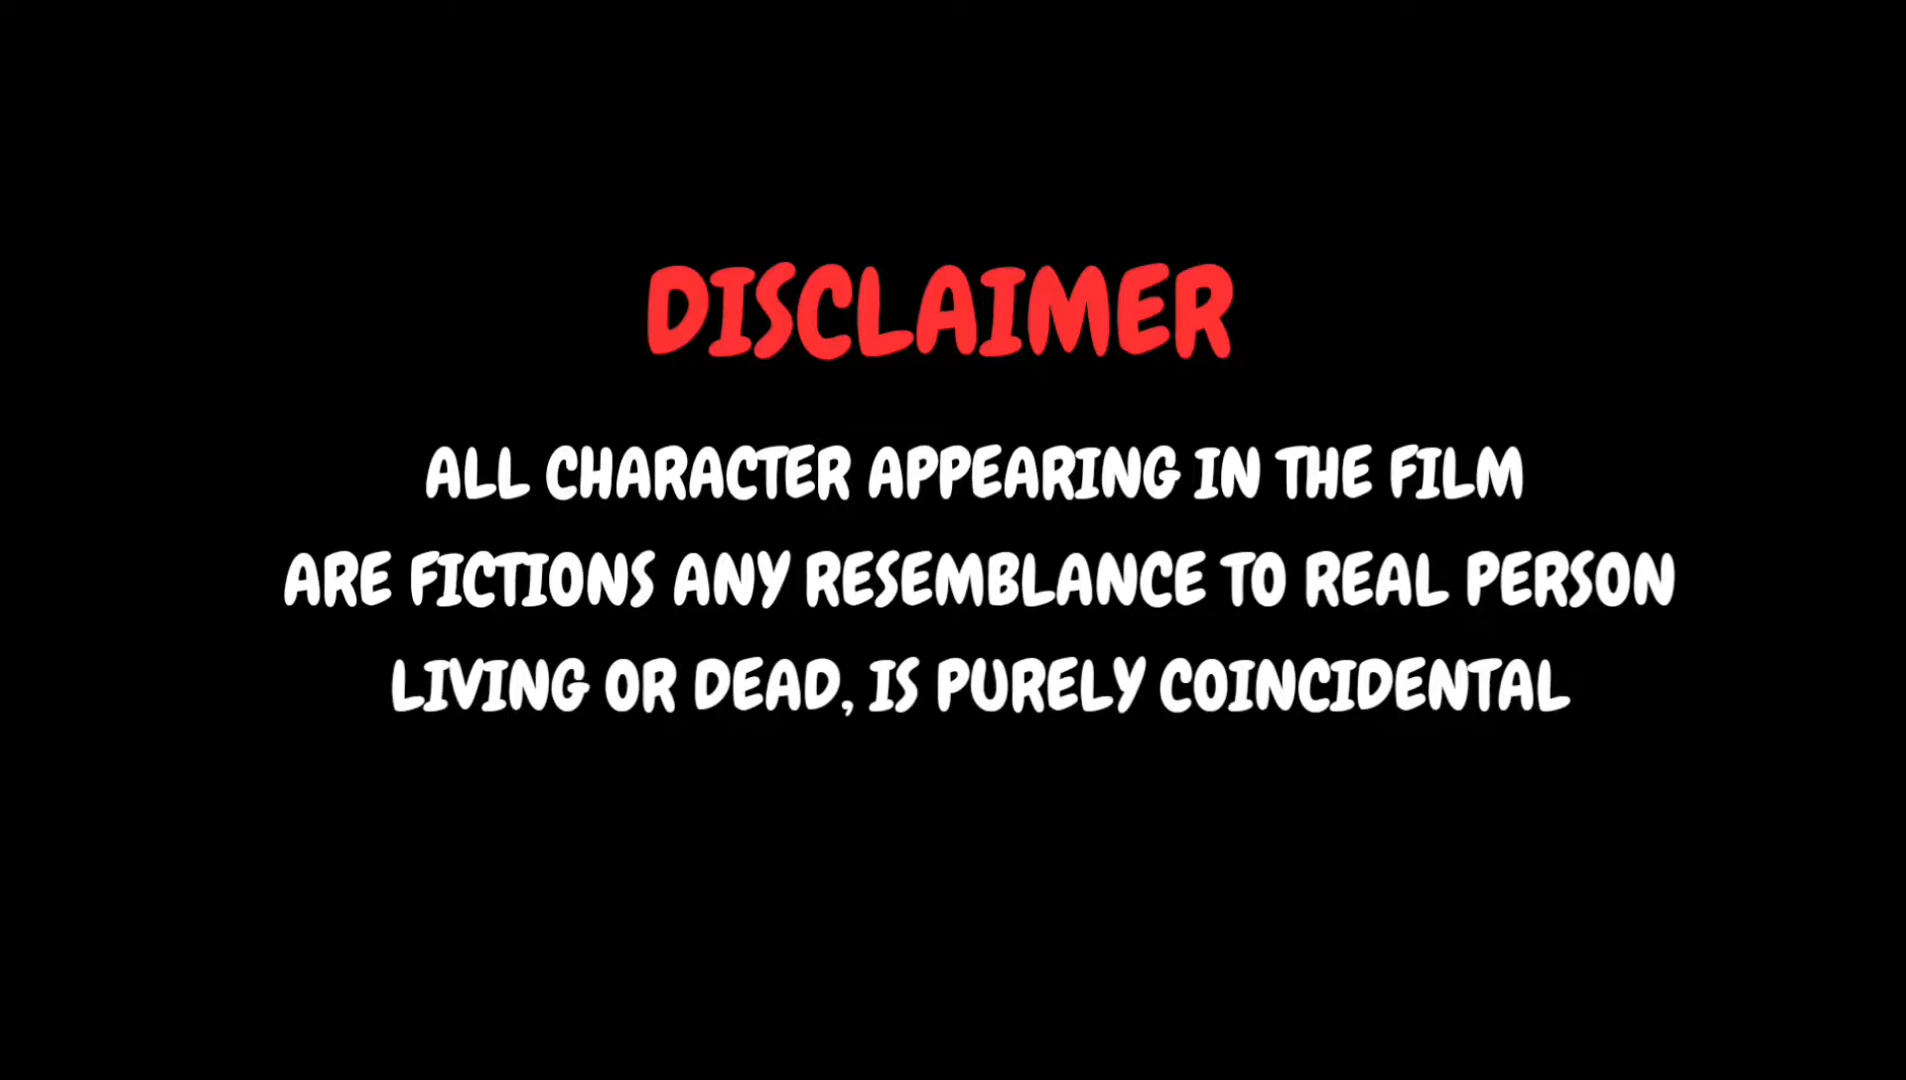 DISCLAIMER
ALL CHARACTER APPEARING IN THE FILM
ARE FICTIONS ANY RESEMBLANCE TO REAL PERSON
LIVING OR DEAD, IS PURELY COINCIDENTAL